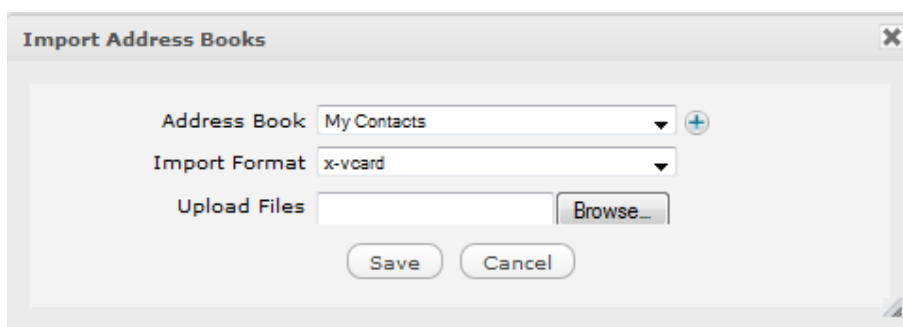 Import Address Books
Address Book My Contacts
Import Format x-vcard
Upload Files Browse...
Save Cancel